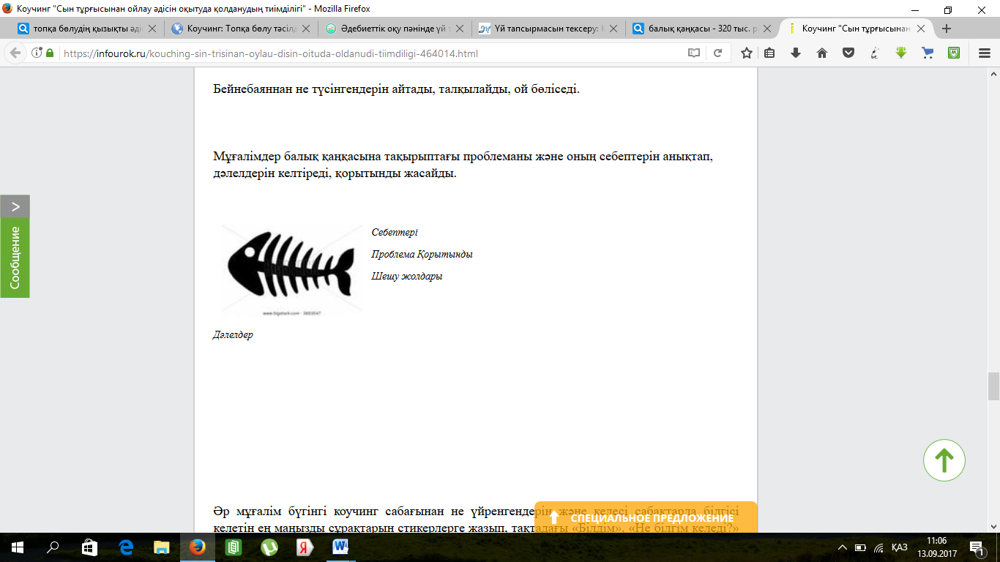 Коучинг "Сын тұрғысынан ойлау әдісін оқытуда қолданудың тиімділігі" - Mozilla Firefox
топқа бөлудің қызықты әді
Коучинг: Топқа бөлу тәсілд
Әдебиеттік оқу пәнінде үй т
Үй тапсырмасын тексеру:
балық қаңқасы - 320 тыс. р
Коучинг "Сын тұрғысынан
https://infourok.ru/kouching-sin-trisinan-oylau-disin-oituda-oldanudi-tiimdiligi-464014.html
Бейнебаяннан не түсінгендерін айтады, талқылайды, ой бөліседі.
Мұғалімдер балық қаңқасына тақырыптағы проблеманы және оның себептерін анықтап,
дәлелдерін келтіреді, қорытынды жасайды.
>
Сообщение
Себептері
Проблема Қорытынды
Шешу жолдары
www.bigstock.com
Дәлелдер
Әр мұғалім бүгінгі коучинг сабағынан не үйренгендерін және келесі сабақтарда білгісі
келетін ең маңызды сұрақтарын стикерлерге жазып, тақтадағы «Білдім», «Не білгім келеді?»
СПЕЦИАЛЬНОЕ ПРЕДЛОЖЕНИЕ
ҚАЗ
11:06
13.09.2017
1